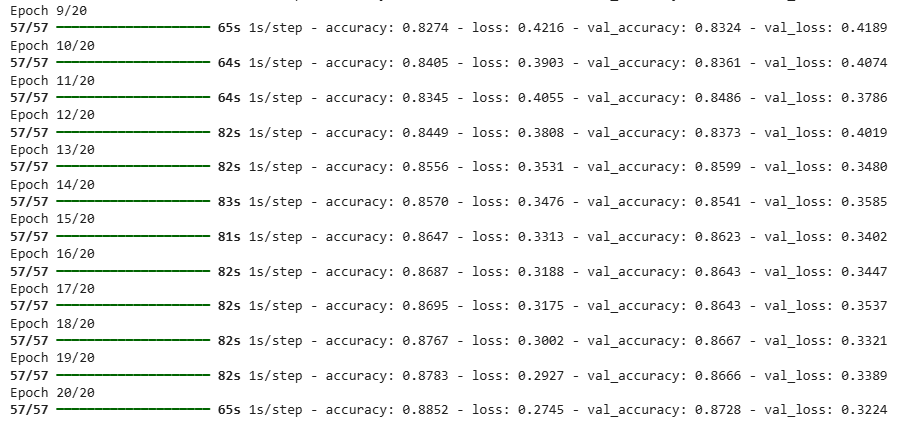 Epoch 9/20
57/57 ━━━━━━━━━━━━━━━━━━━━ 65s 1s/step - accuracy: 0.8274 - loss: 0.4216 - val_accuracy: 0.8324 - val_loss: 0.4189
Epoch 10/20
57/57 ━━━━━━━━━━━━━━━━━━━━ 64s 1s/step - accuracy: 0.8405 - loss: 0.3903 - val_accuracy: 0.8361 - val_loss: 0.4074
Epoch 11/20
57/57 ━━━━━━━━━━━━━━━━━━━━ 64s 1s/step - accuracy: 0.8345 - loss: 0.4055 - val_accuracy: 0.8486 - val_loss: 0.3786
Epoch 12/20
57/57 ━━━━━━━━━━━━━━━━━━━━ 82s 1s/step - accuracy: 0.8449 - loss: 0.3808 - val_accuracy: 0.8373 - val_loss: 0.4019
Epoch 13/20
57/57 ━━━━━━━━━━━━━━━━━━━━ 82s 1s/step - accuracy: 0.8556 - loss: 0.3531 - val_accuracy: 0.8599 - val_loss: 0.3480
Epoch 14/20
57/57 ━━━━━━━━━━━━━━━━━━━━ 83s 1s/step - accuracy: 0.8570 - loss: 0.3476 - val_accuracy: 0.8541 - val_loss: 0.3585
Epoch 15/20
57/57 ━━━━━━━━━━━━━━━━━━━━ 81s 1s/step - accuracy: 0.8647 - loss: 0.3313 - val_accuracy: 0.8623 - val_loss: 0.3402
Epoch 16/20
57/57 ━━━━━━━━━━━━━━━━━━━━ 82s 1s/step - accuracy: 0.8687 - loss: 0.3188 - val_accuracy: 0.8643 - val_loss: 0.3447
Epoch 17/20
57/57 ━━━━━━━━━━━━━━━━━━━━ 82s 1s/step - accuracy: 0.8695 - loss: 0.3175 - val_accuracy: 0.8643 - val_loss: 0.3537
Epoch 18/20
57/57 ━━━━━━━━━━━━━━━━━━━━ 82s 1s/step - accuracy: 0.8767 - loss: 0.3002 - val_accuracy: 0.8667 - val_loss: 0.3321
Epoch 19/20
57/57 ━━━━━━━━━━━━━━━━━━━━ 82s 1s/step - accuracy: 0.8783 - loss: 0.2927 - val_accuracy: 0.8666 - val_loss: 0.3389
Epoch 20/20
57/57 ━━━━━━━━━━━━━━━━━━━━ 65s 1s/step - accuracy: 0.8852 - loss: 0.2745 - val_accuracy: 0.8728 - val_loss: 0.3224